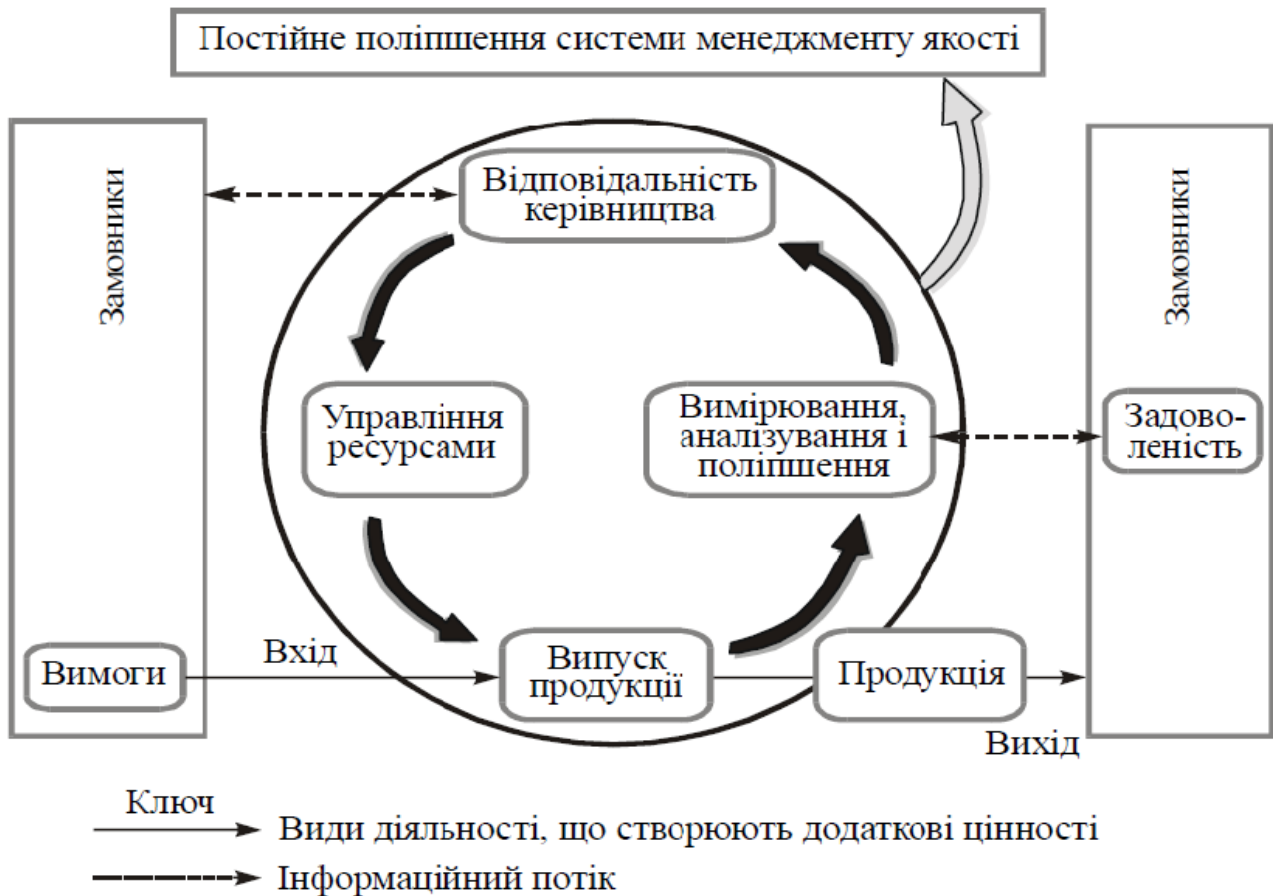 Постійне поліпшення системи менеджменту якості
Замовники
Відповідальність
керівництва
Замовники
Управління
ресурсами
Вимірювання,
аналізування і
поліпшення
Задово-
леність
Вимоги
Вхід
Випуск
продукції
Продукція
Вихід
Ключ
Види діяльності, що створюють додаткові цінності
Інформаційний потік